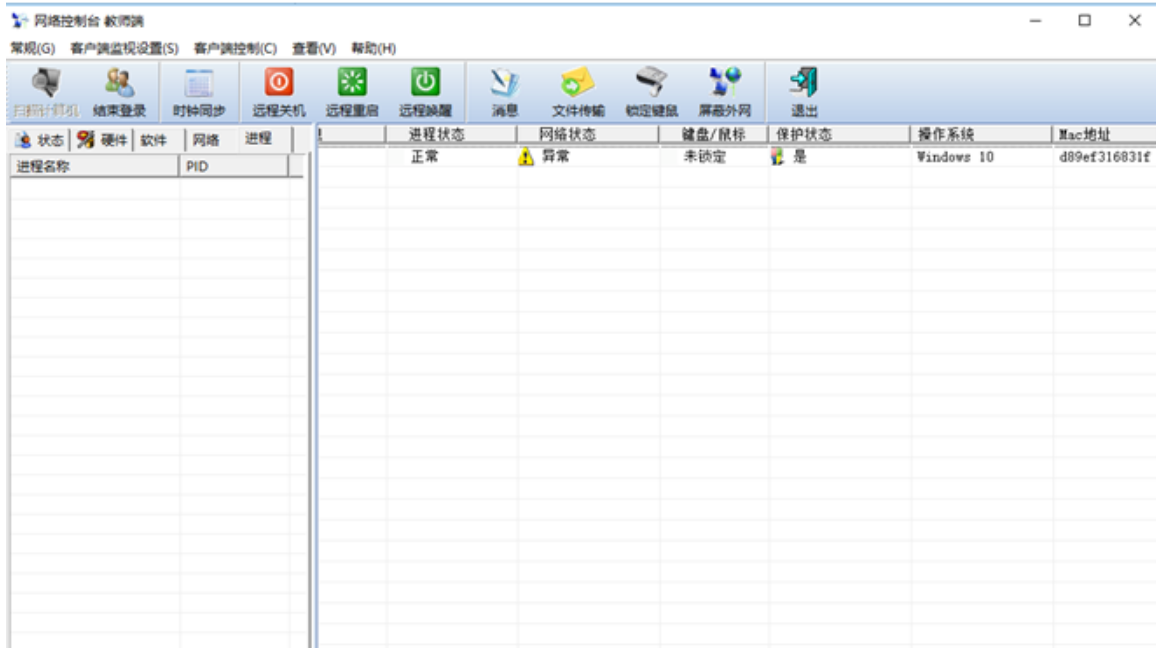 网络控制台 教师端
常规(G) 客户端监视设置(S) 客户端控制(C) 查看(V) 帮助(H)
扫描计算机 结束登录 时钟同步 远程关机 远程重启 远程唤醒 消息 文件传输 锁定键鼠 屏蔽外网 退出
状态 硬件 软件 网络 进程
进程状态 网络状态 键盘/鼠标 保护状态 操作系统 Mac地址
进程名称 PID
正常 异常 未锁定 是 Windows 10 d89ef316831f